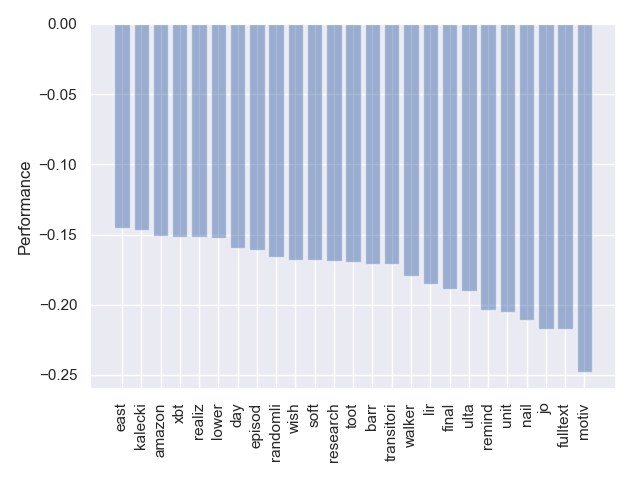 0.00
−0.05
−0.10
−0.15
−0.20
−0.25
Performance
east
kalecki
amazon
xbt
realiz
lower
day
episod
randomli
wish
soft
research
toot
barr
transitori
walker
lir
final
ulta
remind
unit
nail
jo
fulltext
motiv